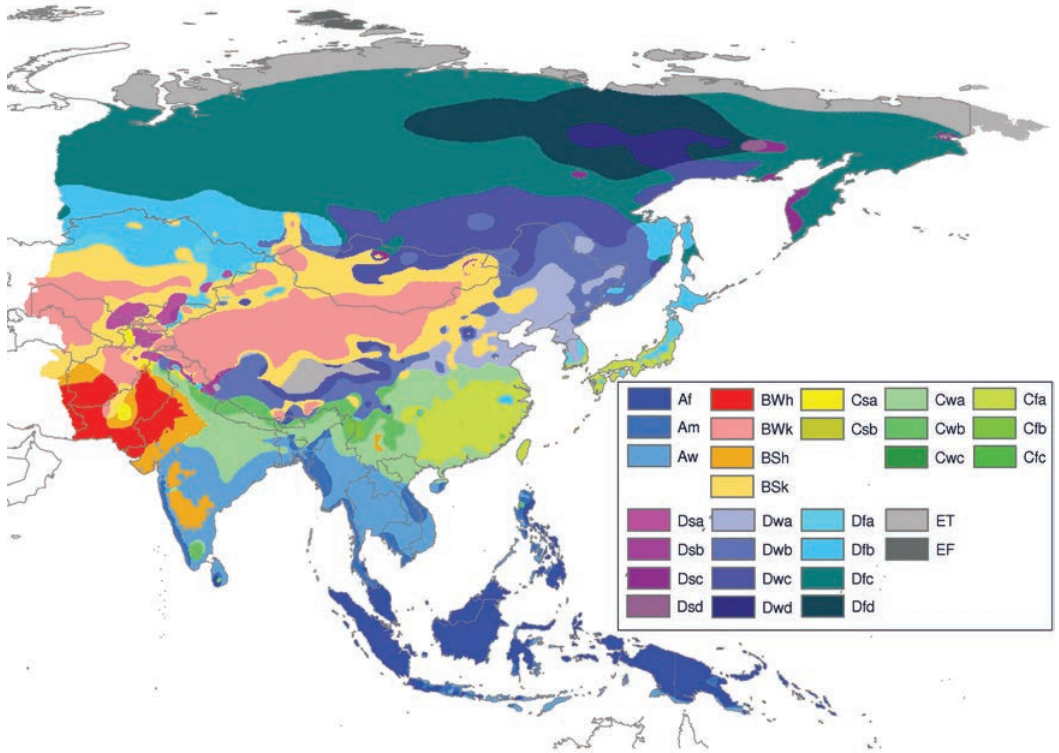 Af BWh Csa Cwa Cfa
Am BWk Csb Cwb Cfb
Aw BSh Cwc Cfc
BSk
Dsa Dwa Dfa ET
Dsb Dwb Dfb EF
Dsc Dwc Dfc
Dsd Dwd Dfd